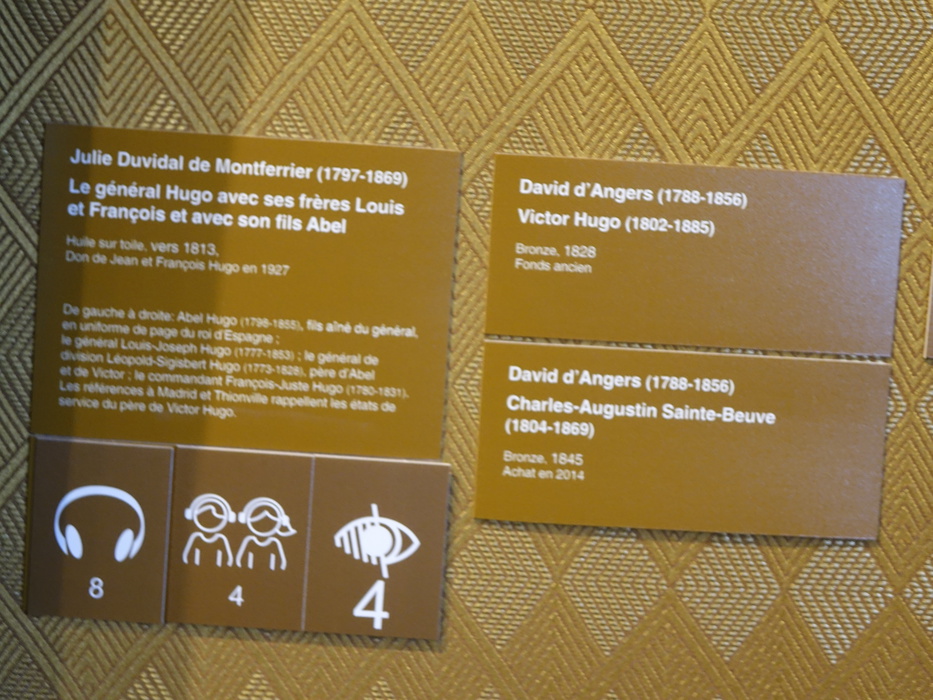 Julie Duvidal de Montferrier (1797-1869)
Le général Hugo avec ses frères Louis
et François et avec son fils Abel
Huile sur toile, vers 1813,
Don de Jean et François Hugo en 1927
De gauche à droite: Abel Hugo (1798-1855), fils aîné du général,
en uniforme de page du roi d'Espagne ;
le général Louis-Joseph Hugo (1777-1853) ; le général de
division Léopold-Sigisbert Hugo (1773-1828), père d'Abel
et de Victor ; le commandant François-Juste Hugo (1780-1831).
Les références à Madrid et Thionville rappellent les états de
service du père de Victor Hugo.
8
4
4
David d'Angers (1788-1856)
Victor Hugo (1802-1885)
Bronze, 1828
Fonds ancien
David d'Angers (1788-1856)
Charles-Augustin Sainte-Beuve
(1804-1869)
Bronze, 1845
Achat en 2014